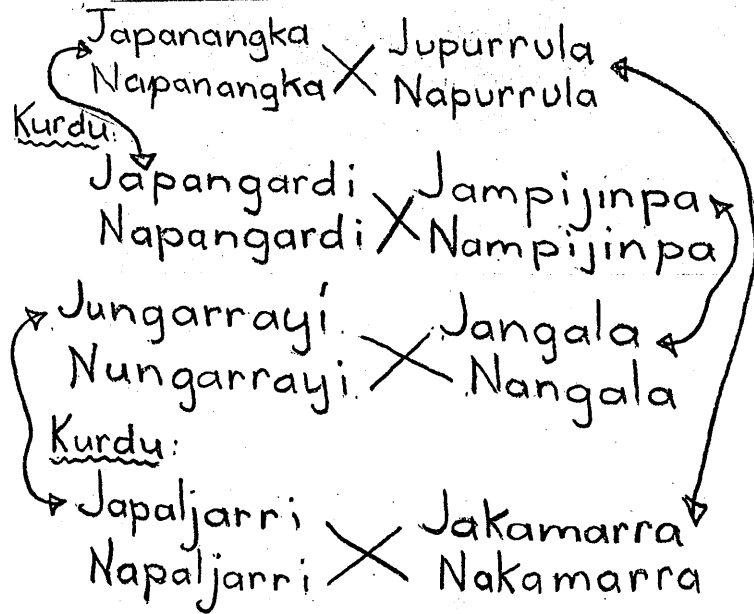 Japanangka Jupurrula
Napanangka Napurrula
Kurdu:
Japangardi Jampijinpa
Napangardi Nampijinpa
Jungarrayi Jangala
Nungarrayi Nangala
Kurdu:
Japaljarri Jakamarra
Napaljarri Nakamarra